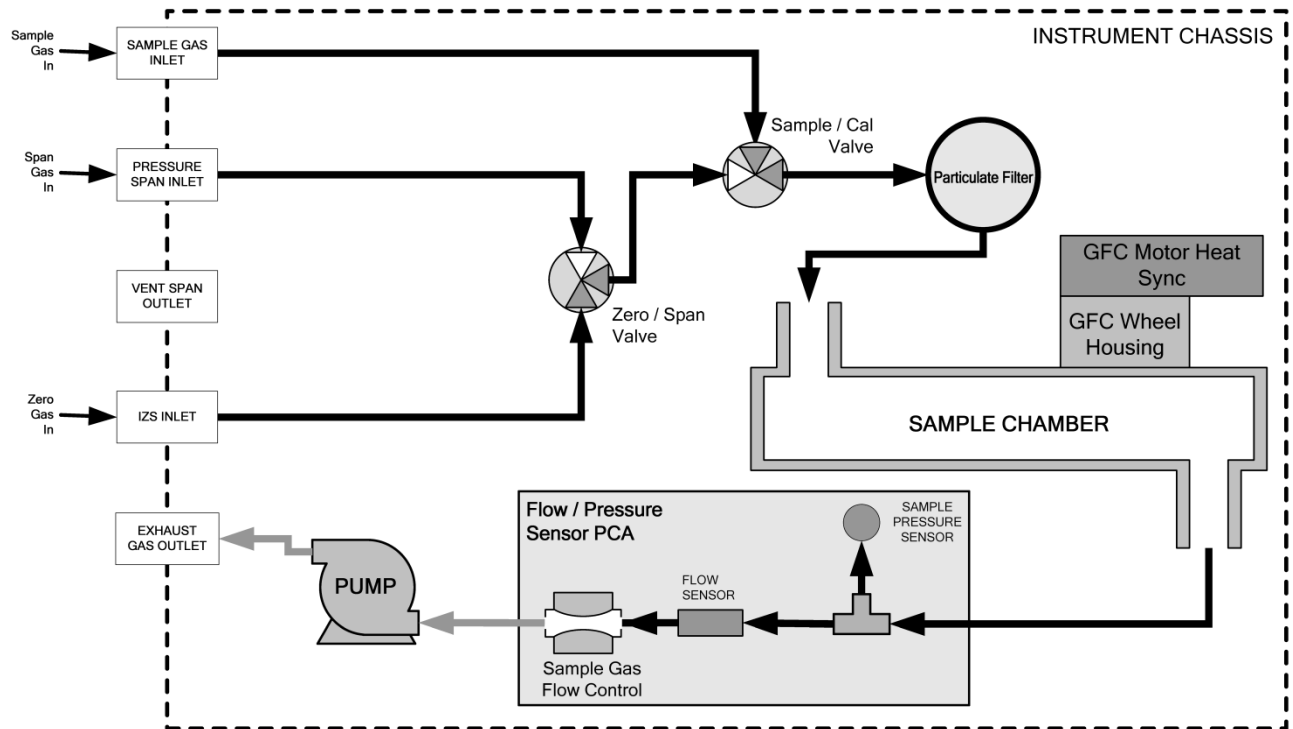 INSTRUMENT CHASSIS
Sample
Gas
In
SAMPLE GAS
INLET
Span
Gas
In
PRESSURE
SPAN INLET
Sample / Cal
Valve
Particulate Filter
VENT SPAN
OUTLET
Zero / Span
Valve
GFC Motor Heat
Sync
GFC Wheel
Housing
Zero
Gas
In
IZS INLET
SAMPLE CHAMBER
EXHAUST
GAS OUTLET
PUMP
Flow / Pressure
Sensor PCA
SAMPLE
PRESSURE
SENSOR
FLOW
SENSOR
Sample Gas
Flow Control